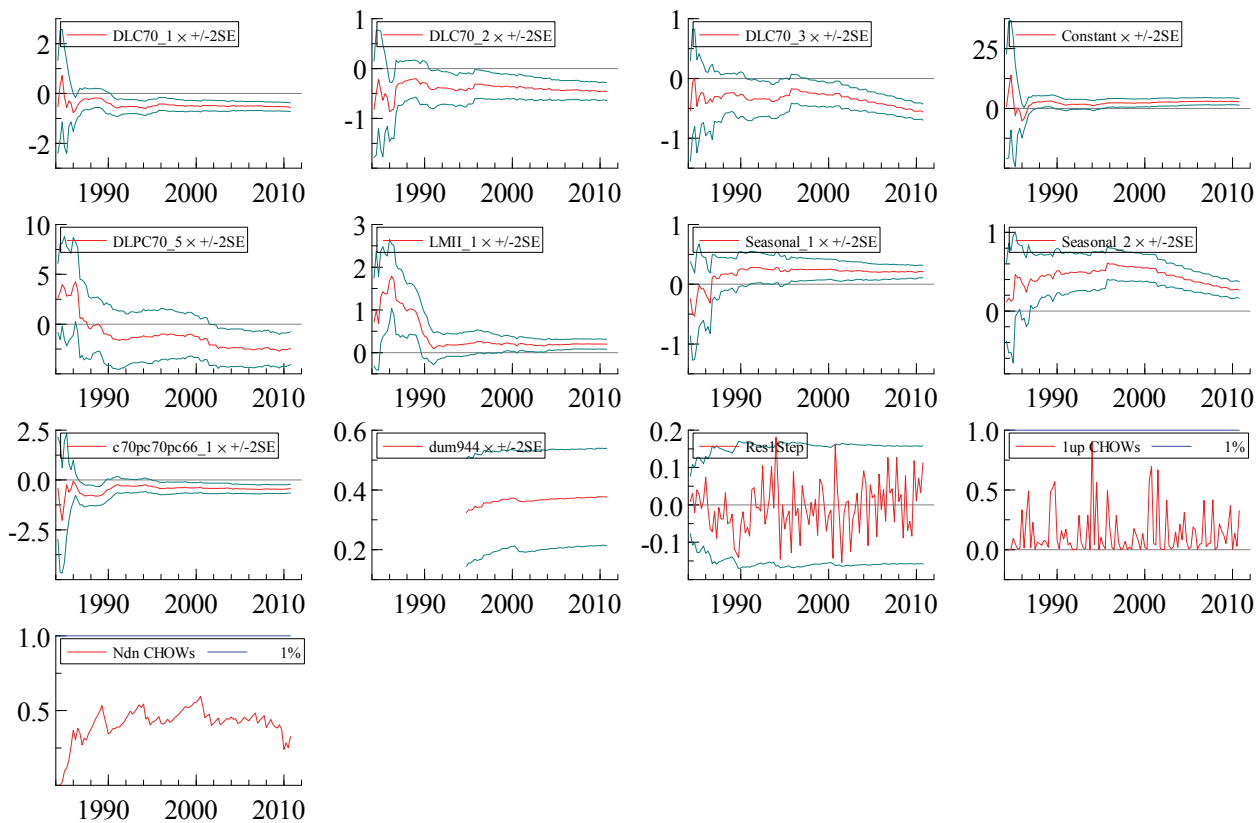 DLC70_1 × +/-2SE
2
0
-2
1990 2000 2010
DLC70_2 × +/-2SE
1
0
-1
1990 2000 2010
DLC70_3 × +/-2SE
1
0
-1
1990 2000 2010
Constant × +/-2SE
25
0
1990 2000 2010
DLPC70_5 × +/-2SE
10
5
0
1990 2000 2010
LMII_1 × +/-2SE
3
2
1
0
1990 2000 2010
Seasonal_1 × +/-2SE
1
0
-1
1990 2000 2010
Seasonal_2 × +/-2SE
1
0
1990 2000 2010
c70pc70pc66_1 × +/-2SE
2.5
0.0
-2.5
1990 2000 2010
dum944 × +/-2SE
0.6
0.4
0.2
1990 2000 2010
Res1Step
0.2
0.1
0.0
-0.1
1990 2000 2010
1up CHOWs 1%
1.0
0.5
0.0
1990 2000 2010
Ndn CHOWs 1%
1.0
0.5
1990 2000 2010